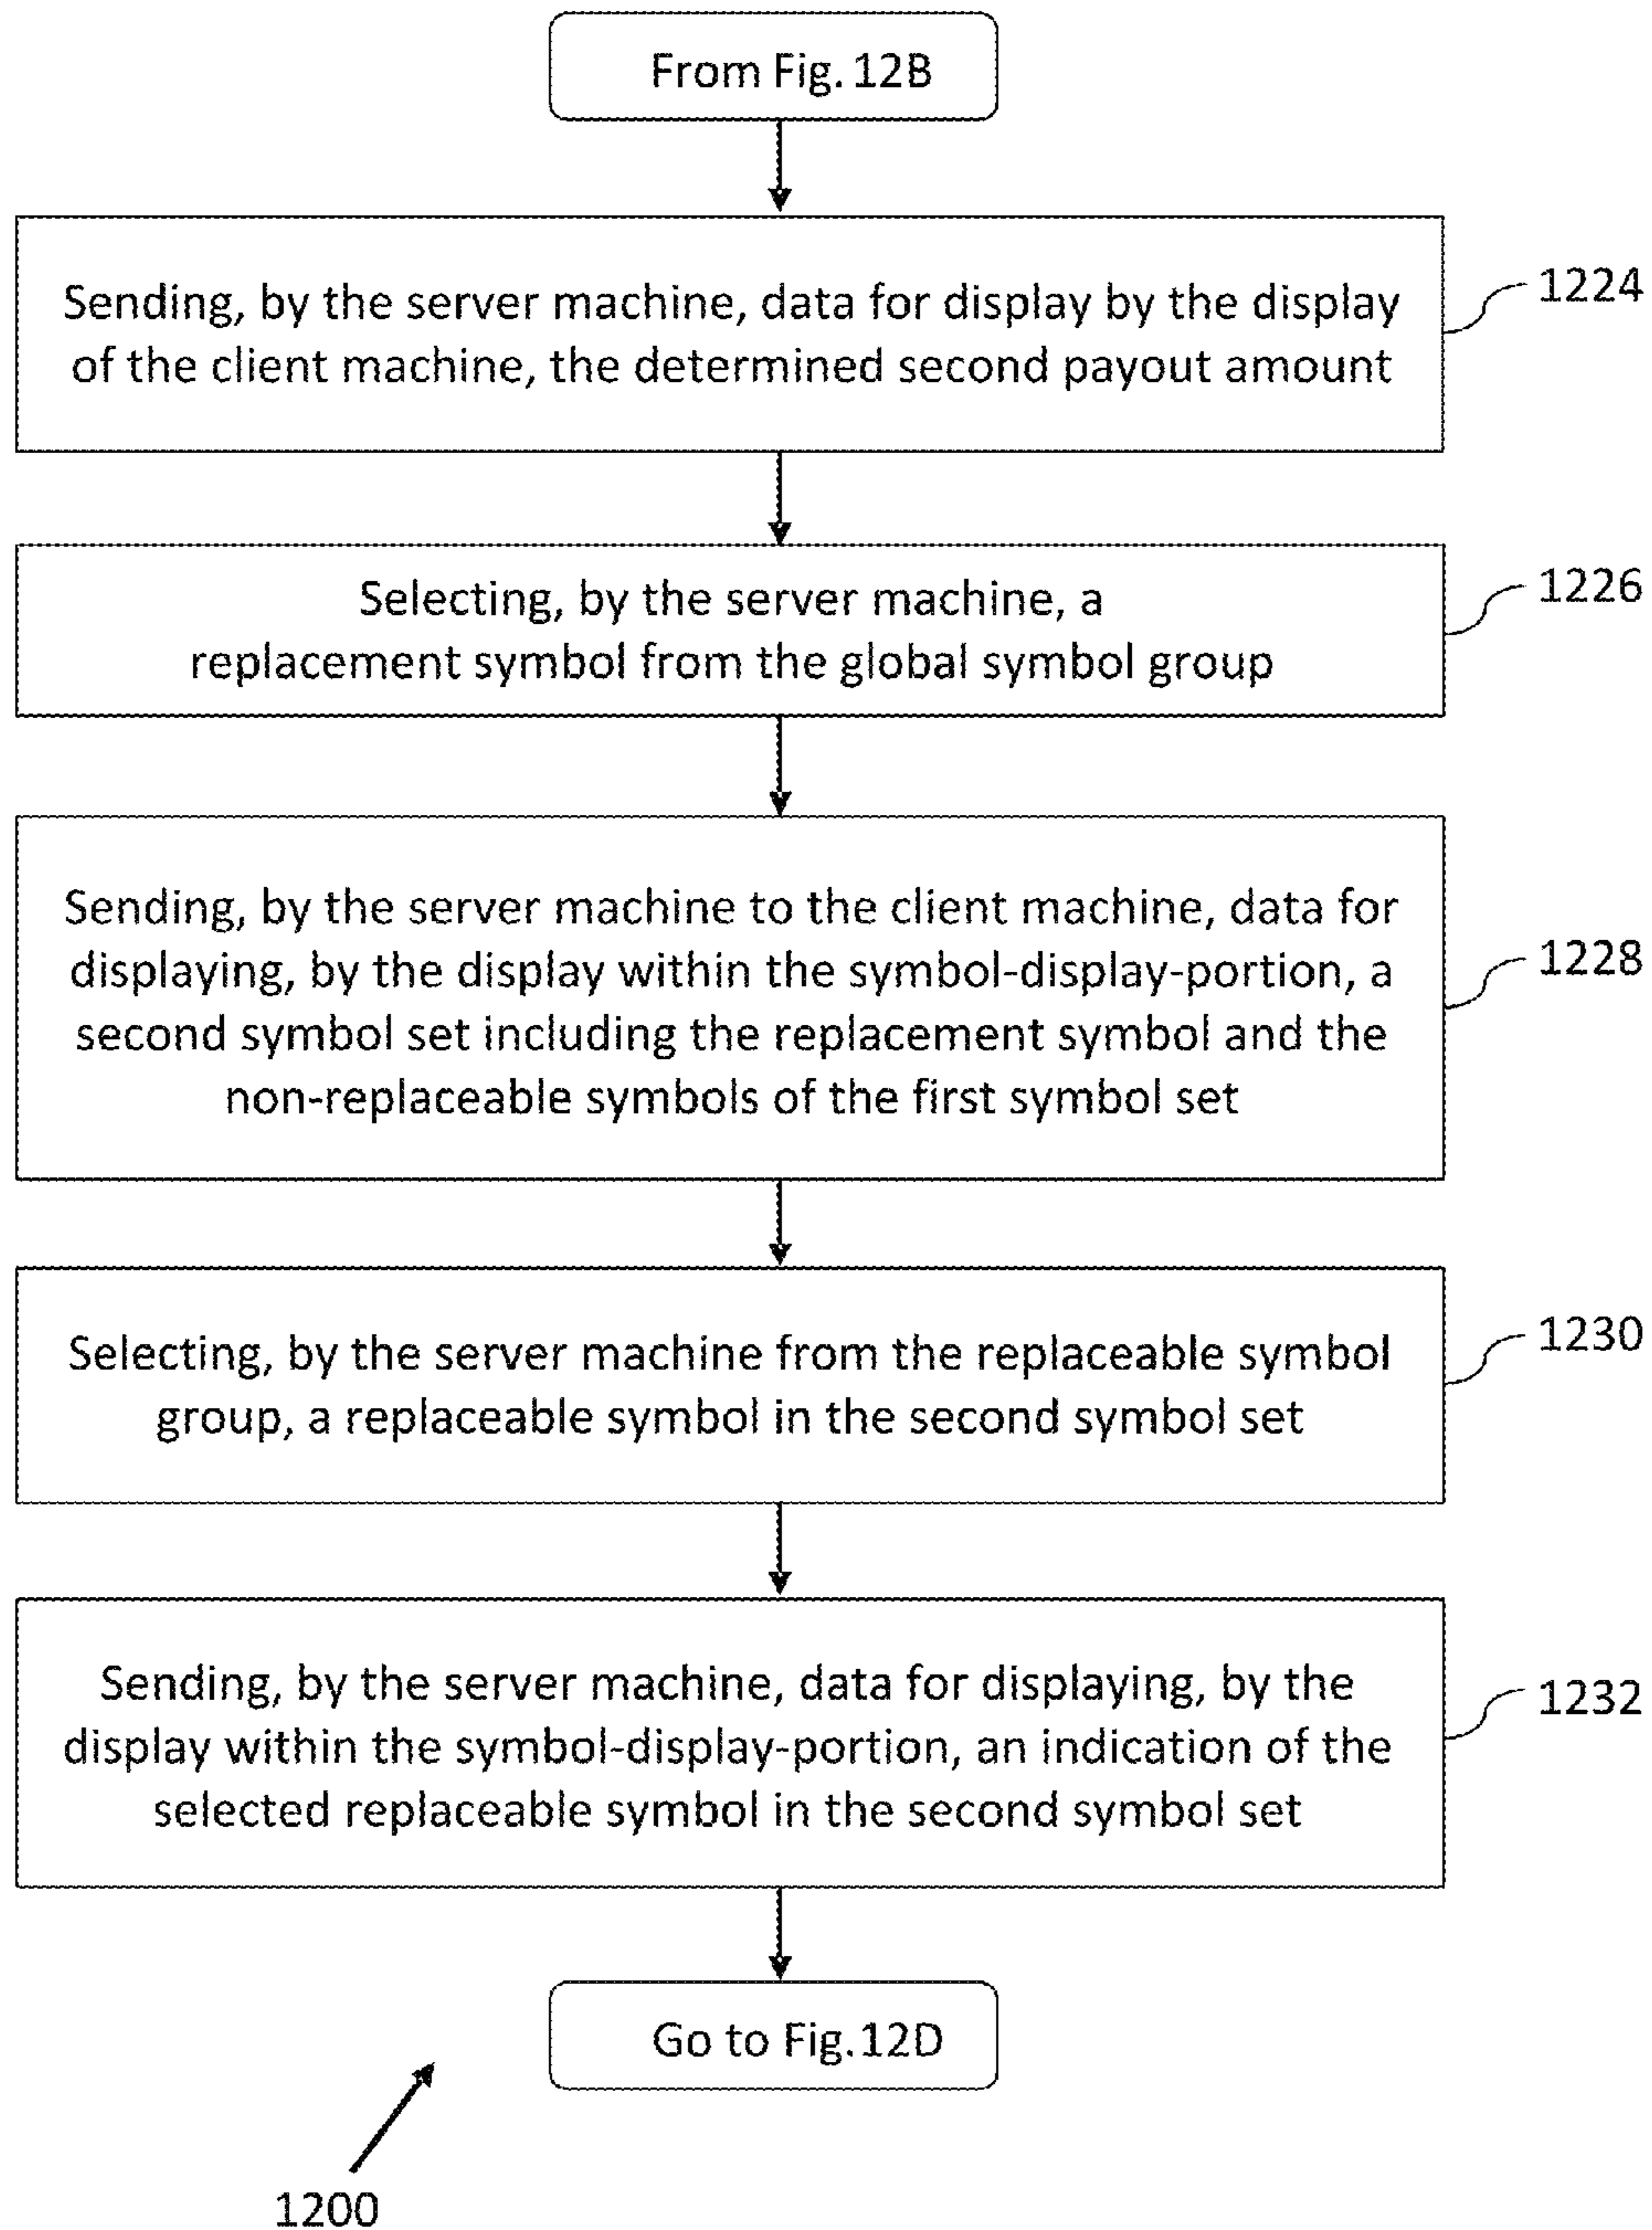 From Fig. 12B
Sending, by the server machine, data for display by the display
of the client machine, the determined second payout amount
1224
Selecting, by the server machine, a
replacement symbol from the global symbol group
1226
Sending, by the server machine to the client machine, data for
displaying, by the display within the symbol-display-portion, a
second symbol set including the replacement symbol and the
non-replaceable symbols of the first symbol set
1228
Selecting, by the server machine from the replaceable symbol
group, a replaceable symbol in the second symbol set
1230
Sending, by the server machine, data for displaying, by the
display within the symbol-display-portion, an indication of the
selected replaceable symbol in the second symbol set
1232
Go to Fig.12D
1200